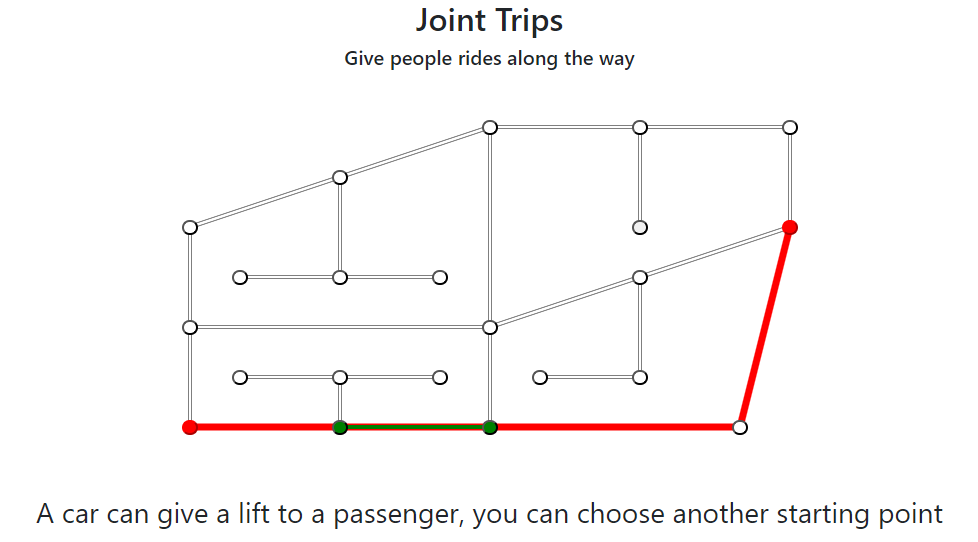 Joint Trips
Give people rides along the way
A car can give a lift to a passenger, you can choose another starting point